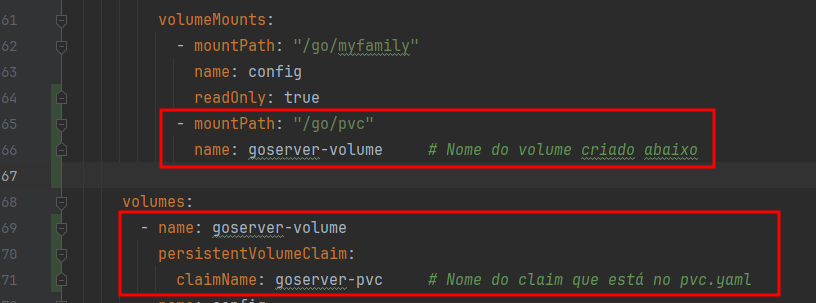 61 volumeMounts:
62 - mountPath: "/go/myfamily"
63 name: config
64 readOnly: true
65 - mountPath: "/go/pvc"
66 name: goserver-volume # Nome do volume criado abaixo
67
68 volumes:
69 - name: goserver-volume
70 persistentVolumeClaim:
71 claimName: goserver-pvc # Nome do claim que está no pvc.yaml